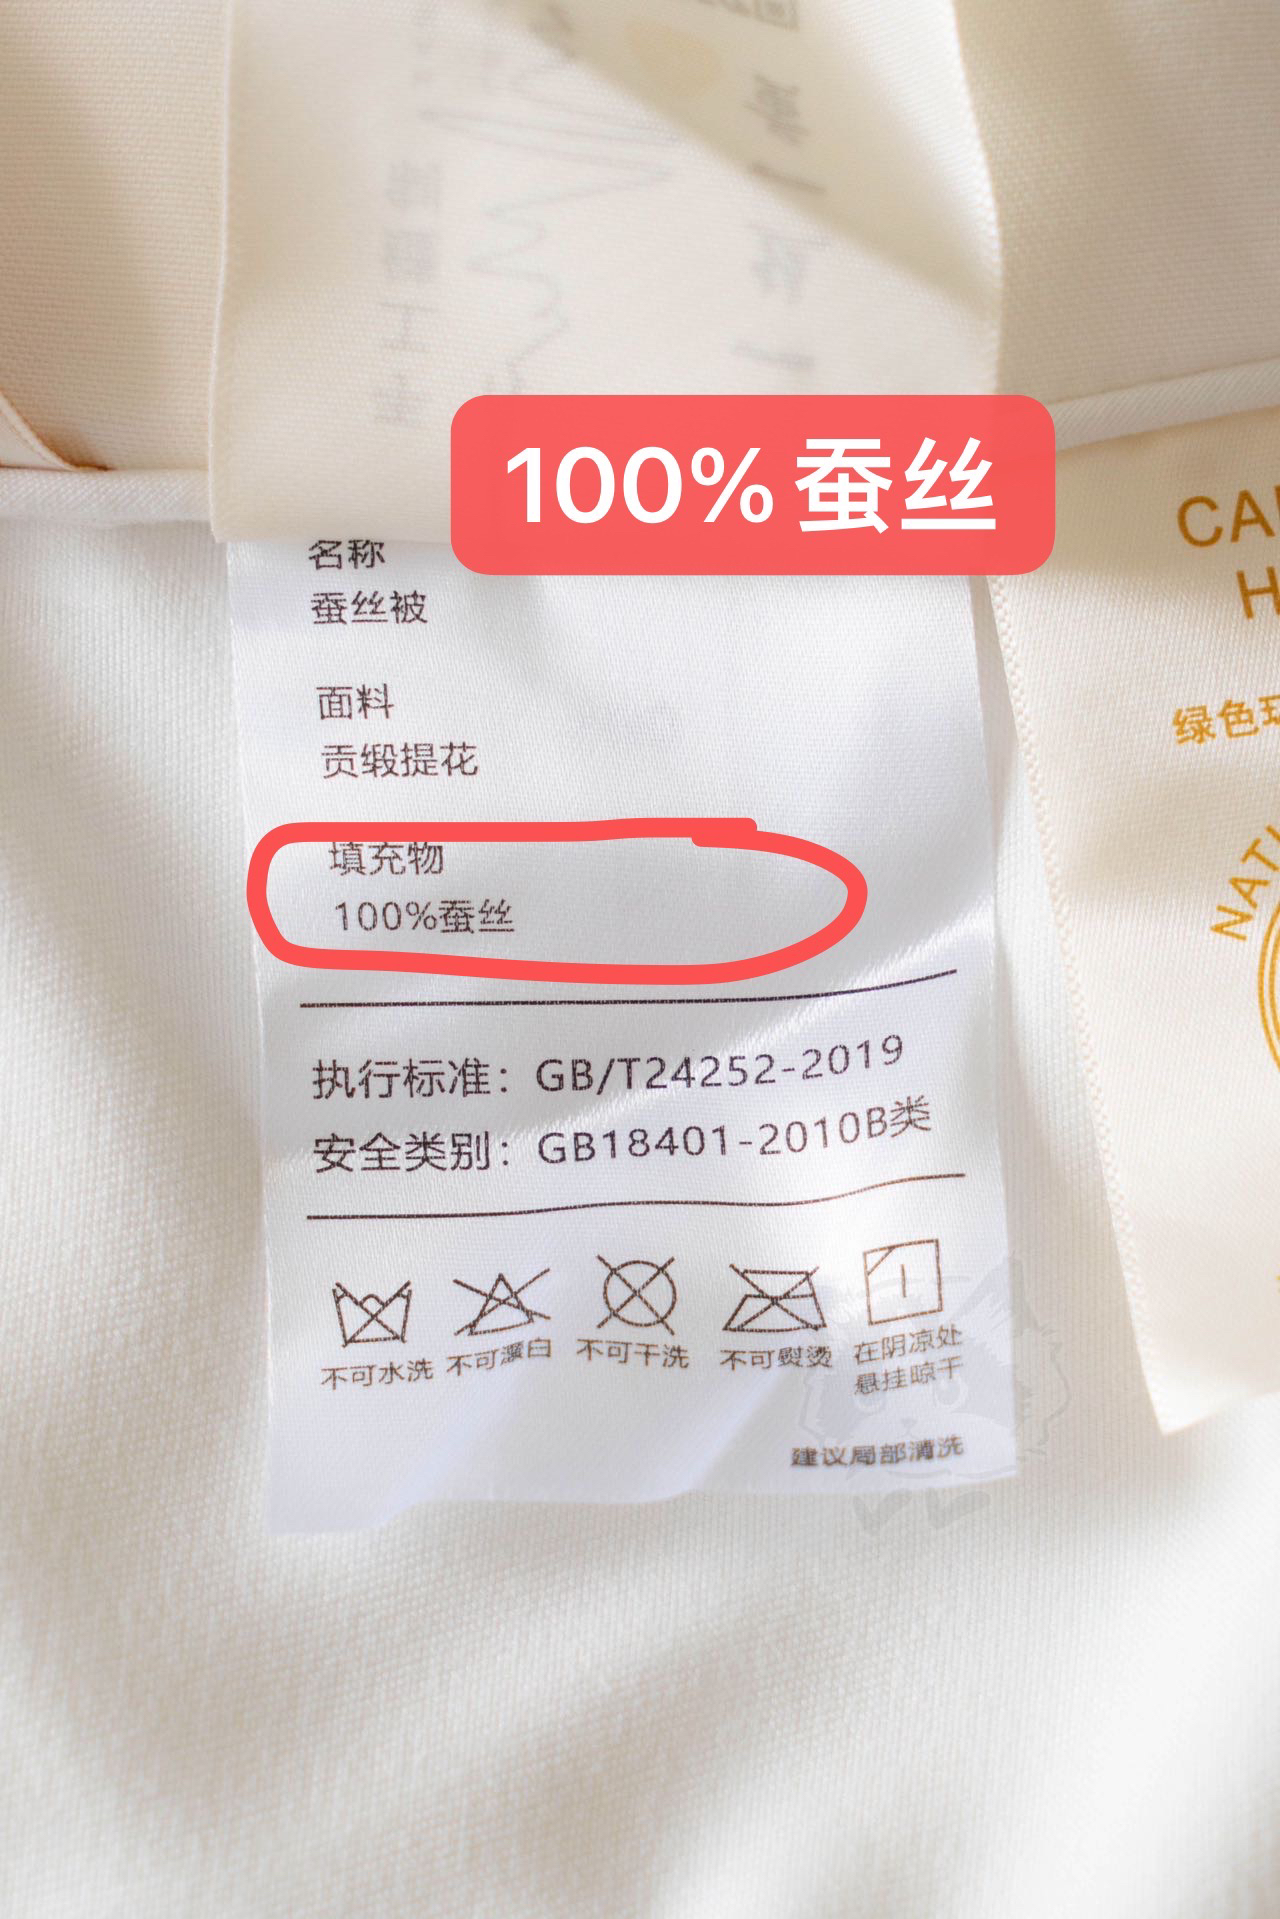 100%蚕丝
名称
蚕丝被
面料
贡缎提花
填充物
100%蚕丝
执行标准：GB/T24252-2019
安全类别：GB18401-2010B类
不可水洗
不可漂白
不可干洗
不可熨烫
在阴凉处
悬挂晾干
建议局部清洗
绿色
NATU